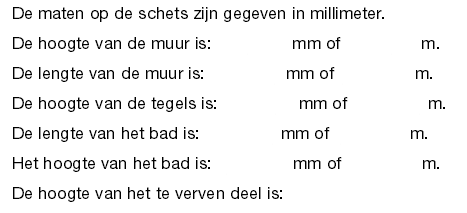 De maten op de schets zijn gegeven in millimeter.
De hoogte van de muur is: mm of m.
De lengte van de muur is: mm of m.
De hoogte van de tegels is: mm of m.
De lengte van het bad is: mm of m.
Het hoogte van het bad is: mm of m.
De hoogte van het te verven deel is: